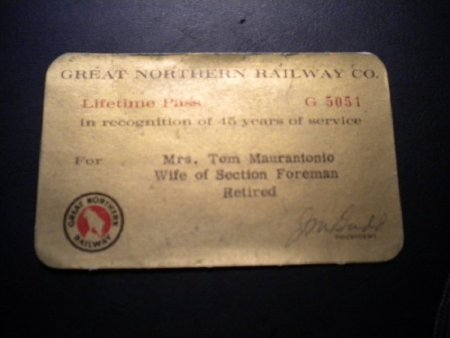 GREAT NORTHERN RAILWAY CO.
Lifetime Pass G 5051
in recognition of 45 years of service
For Mrs. Tom Maurantonio
Wife of Section Foreman
Retired
GREAT NORTHERN
RAILWAY
PRESIDENT